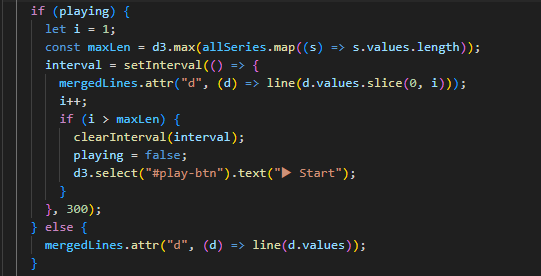 if (playing) {
let i = 1;
const maxLen = d3.max(allSeries.map((s) => s.values.length));
interval = setInterval(() => {
mergedLines.attr("d", (d) => line(d.values.slice(0, i)));
i++;
if (i > maxLen) {
clearInterval(interval);
playing = false;
d3.select("#play-btn").text("▶ Start");
}
}, 300);
} else {
mergedLines.attr("d", (d) => line(d.values));
}